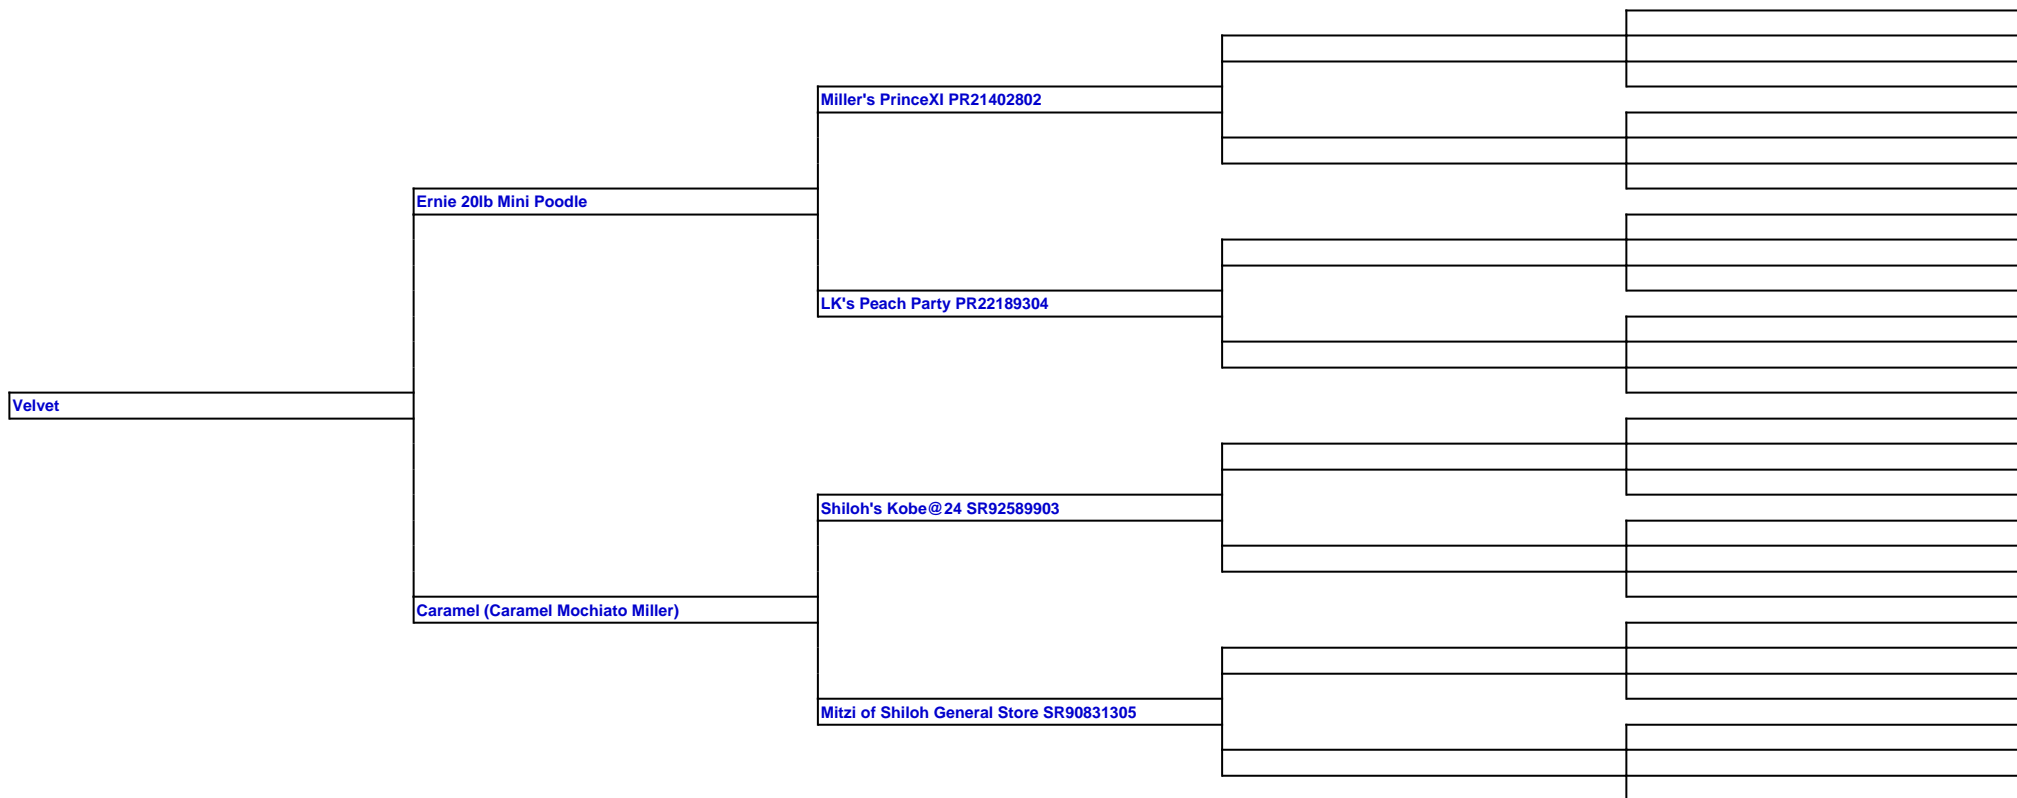 Miller's PrinceXI PR21402802
Ernie 20lb Mini Poodle
LK's Peach Party PR22189304
Velvet
Shiloh's Kobe@24 SR92589903
Caramel (Caramel Mochiato Miller)
Mitzi of Shiloh General Store SR90831305